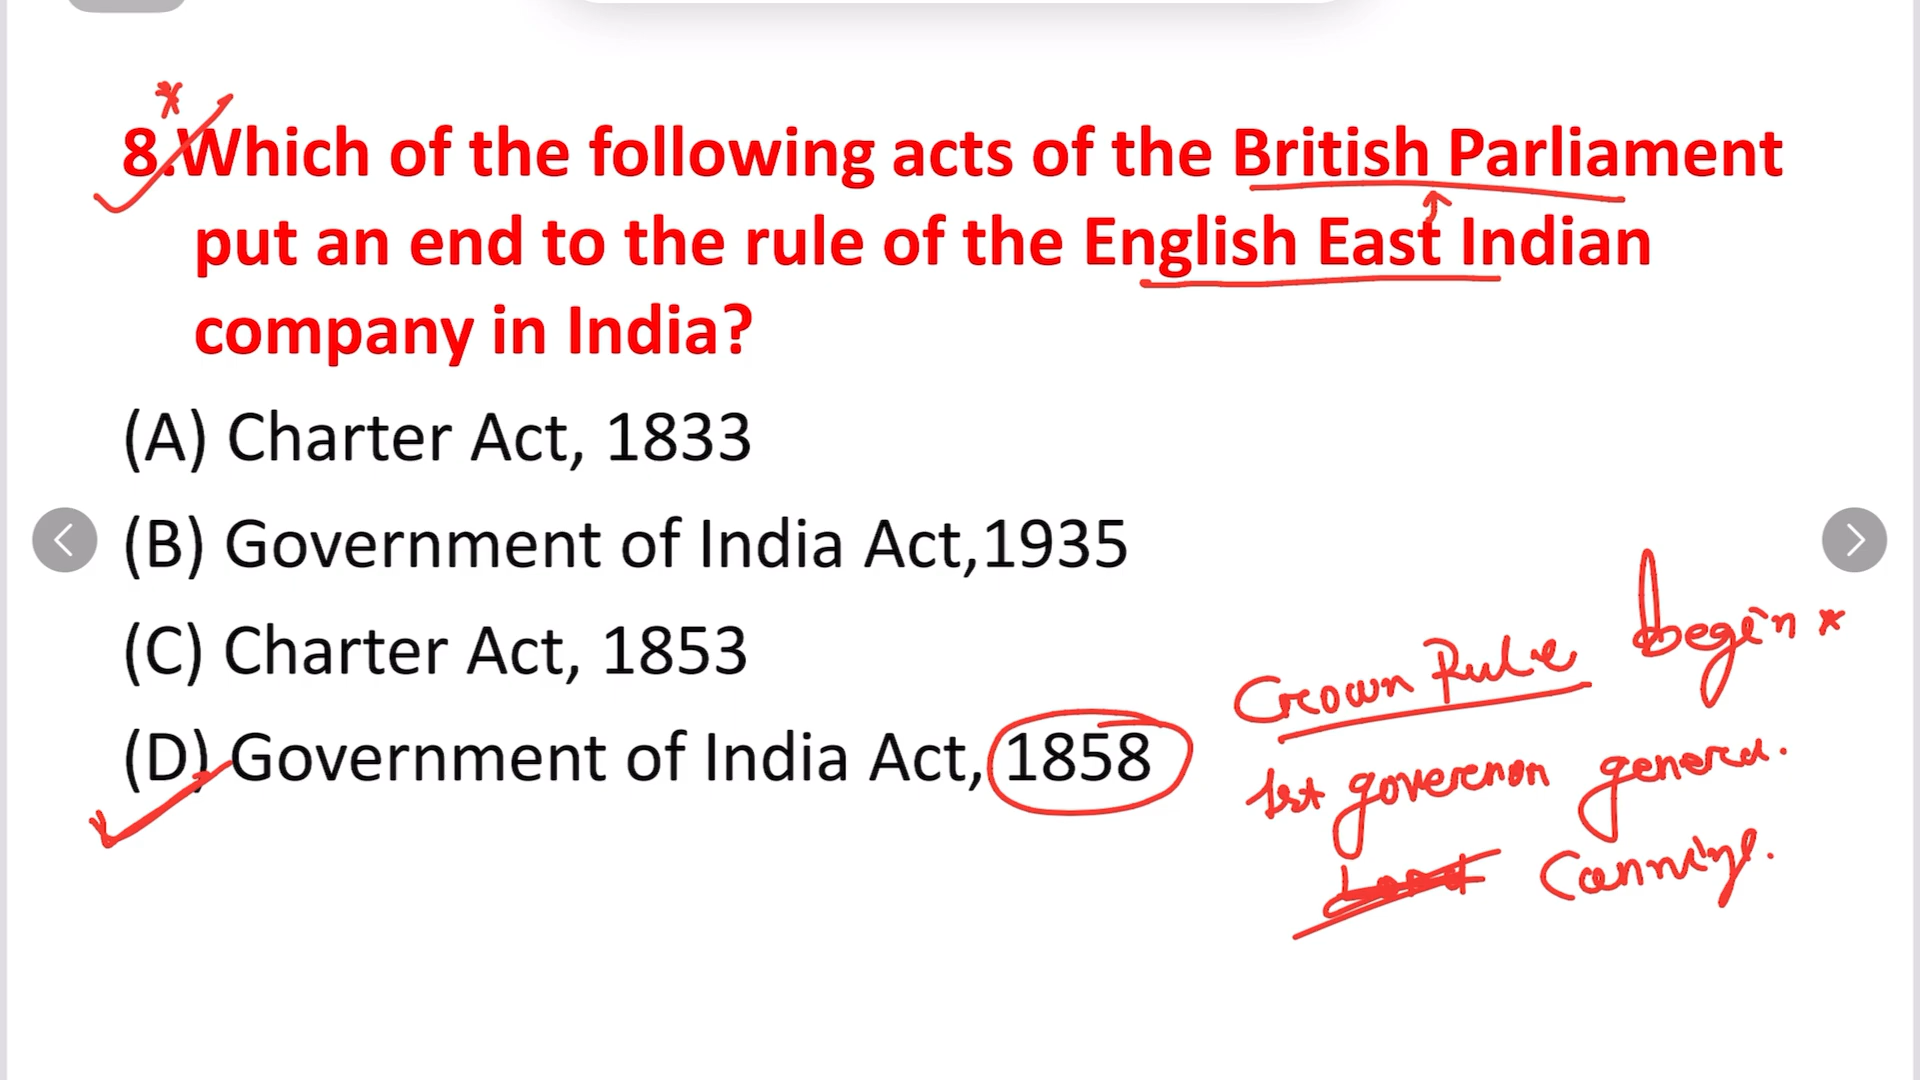 8.Which of the following acts of the British Parliament
put an end to the rule of the English East Indian
company in India?
(A) Charter Act, 1833
(B) Government of India Act,1935
(C) Charter Act, 1853
(D) Government of India Act, 1858
Crown Rule begin *
1st governon general.
Canning.